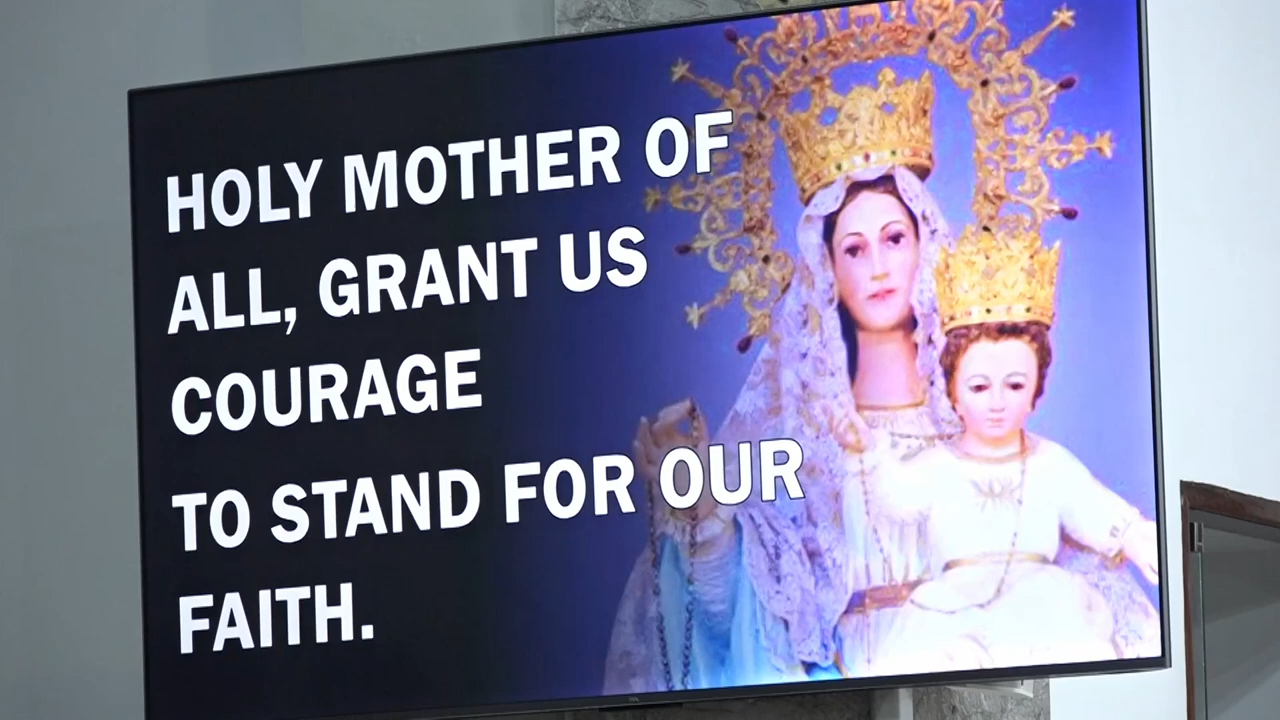 HOLY MOTHER OF
ALL, GRANT US
COURAGE
TO STAND FOR OUR
FAITH.